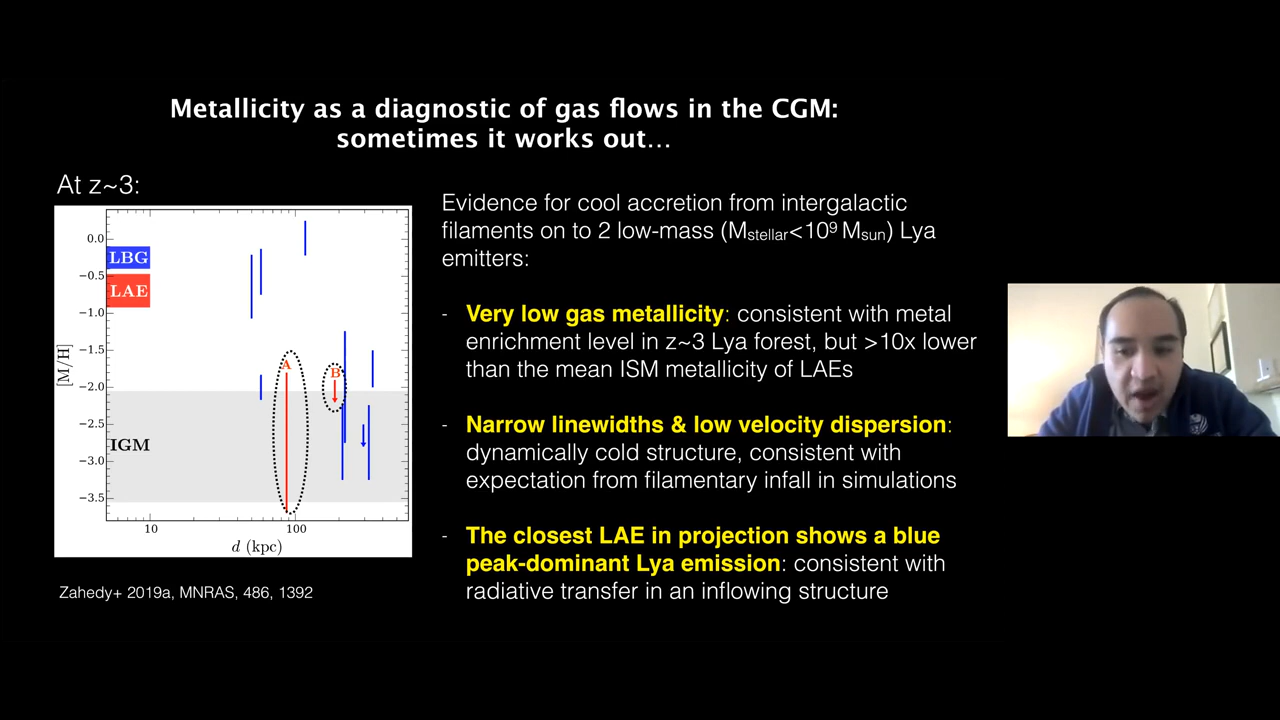 Metallicity as a diagnostic of gas flows in the CGM:
sometimes it works out...
At z~3:
0.0
−0.5
−1.0
−1.5
−2.0
−2.5
−3.0
−3.5
[M/H]
LBG
LAE
IGM
A
B
10
100
d (kpc)
Zahedy+ 2019a, MNRAS, 486, 1392
Evidence for cool accretion from intergalactic
filaments on to 2 low-mass (Mstellar<10⁹ Msun) Lya
emitters:
- Very low gas metallicity: consistent with metal
enrichment level in z~3 Lya forest, but >10x lower
than the mean ISM metallicity of LAEs
- Narrow linewidths & low velocity dispersion:
dynamically cold structure, consistent with
expectation from filamentary infall in simulations
- The closest LAE in projection shows a blue
peak-dominant Lya emission: consistent with
radiative transfer in an inflowing structure